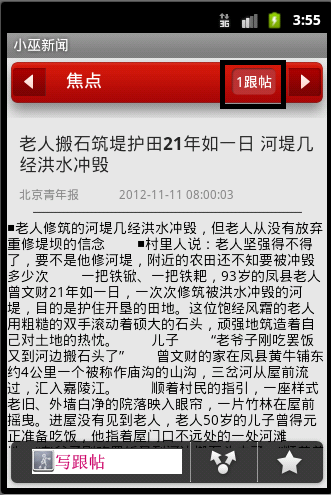 3G 3:55
小巫新闻
焦点 1跟帖
老人搬石筑堤护田21年如一日 河堤几
经洪水冲毁
北京青年报 2012-11-11 08:00:03
■老人修筑的河堤几经洪水冲毁，但老人从没有放弃
重修堤坝的信念 ■村里人说：老人坚强得不得
了，要不是他修河堤，附近的农田还不知要被冲毁
多少次 一把铁锨、一把铁耙，93岁的凤县老人
曾文财21年如一日，一次次修筑被洪水冲毁的河
堤，目的是护住开垦的田地。这位饱经风霜的老人
用粗糙的双手滚动着硕大的石头，顽强地筑造着自
己对土地的热忱。 儿子 “老爷子刚吃罢饭
又到河边搬石头了” 曾文财的家在凤县黄牛铺东
约4公里一个被称作庙沟的山沟，三岔河从屋前流
过，汇入嘉陵江。 顺着村民的指引，一座样式
老旧、外墙白净的院落映入眼帘，一片竹林在屋前
摇曳。进屋没有见到老人，老人50岁的儿子曾得元
正准备吃饭，他指着屋门口不远处的一处河滩
写跟帖